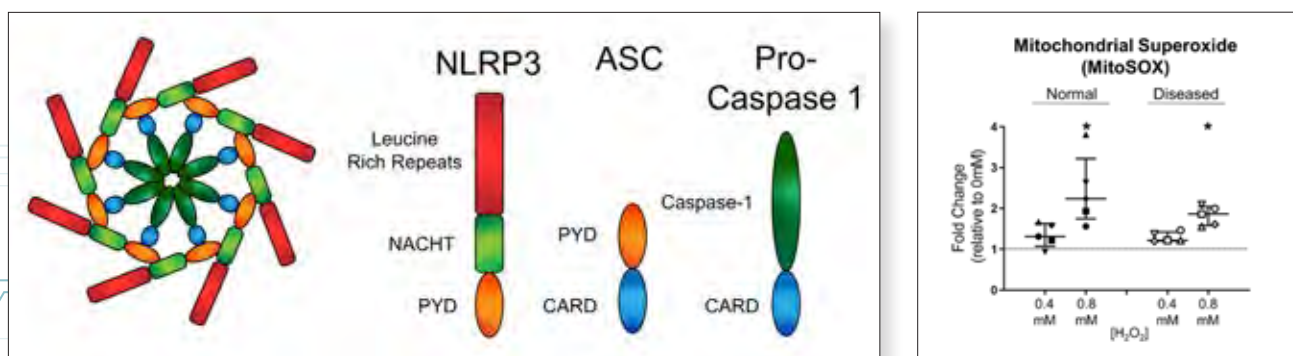 NLRP3
ASC
Pro-
Caspase 1
Leucine
Rich Repeats
NACHT
PYD
PYD
CARD
Caspase-1
CARD
Mitochondrial Superoxide
(MitoSOX)
Normal
Diseased
Fold Change
(relative to 0mM)
4
3
2
1
0
*
*
0.4
mM
0.8
mM
0.4
mM
0.8
mM
[H₂O₂]